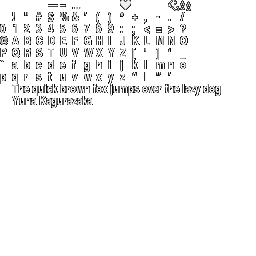 = = ... ♡
! " # $ % & ' ( ) * + , - . /
0 1 2 3 4 5 6 7 8 9 : ; < = > ?
@ A B C D E F G H I J K L M N O
P Q R S T U V W X Y Z [ ' ] ^ _
` a b c d e f g h i j k l m n o
p q r s t u v w x y z " ! " "
The quick brown fox jumps over the lazy dog
Yuna Kagurazaka